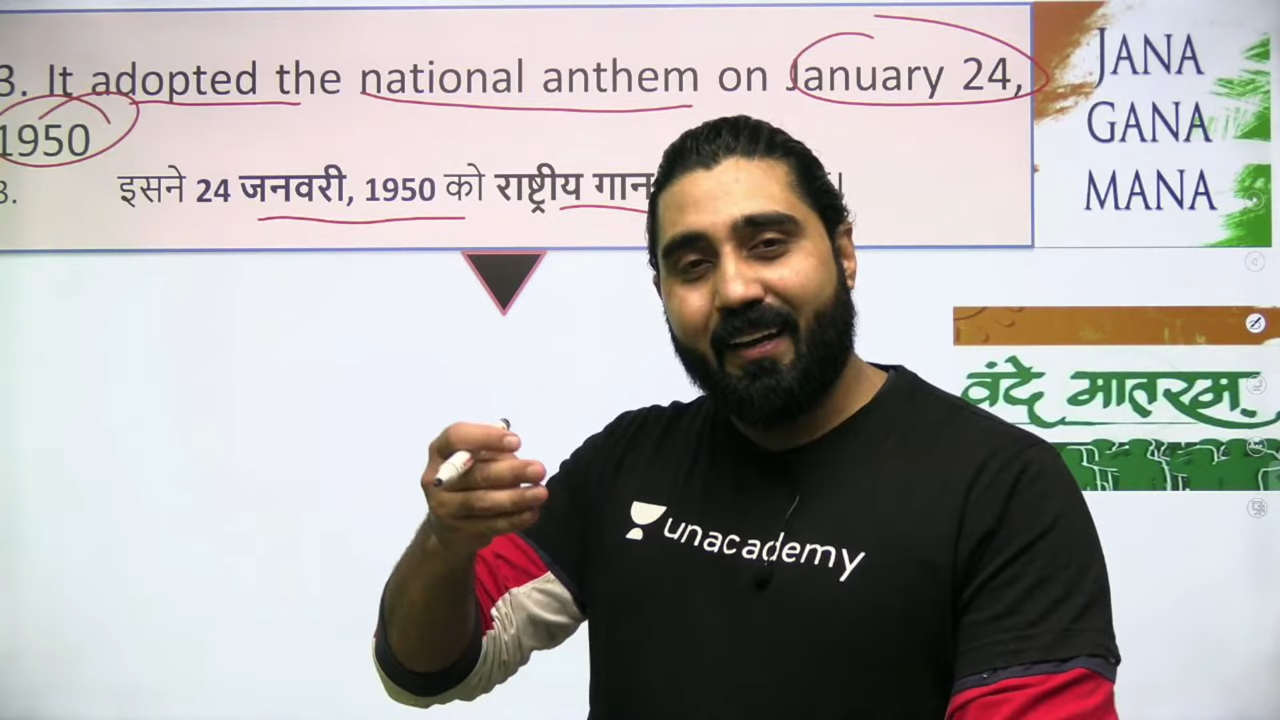 3. It adopted the national anthem on January 24,
1950
3. इसने 24 जनवरी, 1950 को राष्ट्रीय गान
JANA
GANA
MANA
वंदे मातरम्
unacademy